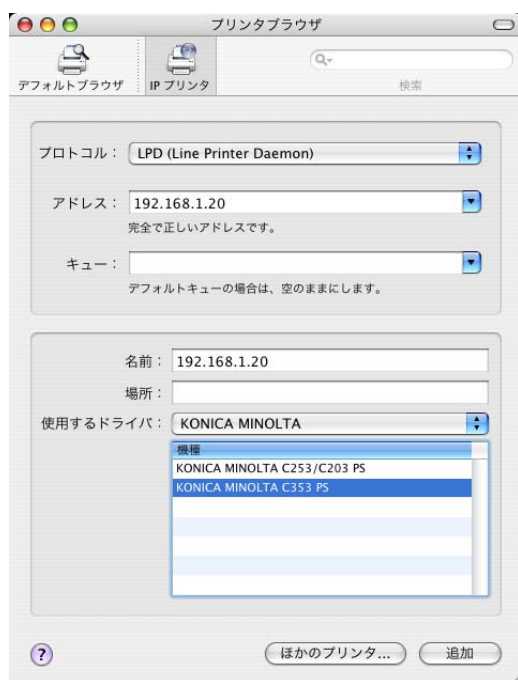 プリンタブラウザ
デフォルトブラウザ
IP プリンタ
検索
プロトコル： LPD (Line Printer Daemon)
アドレス： 192.168.1.20
完全で正しいアドレスです。
キュー：
デフォルトキューの場合は、空のままにします。
名前： 192.168.1.20
場所：
使用するドライバ： KONICA MINOLTA
機種
KONICA MINOLTA C253/C203 PS
KONICA MINOLTA C353 PS
?
ほかのプリンタ...
追加